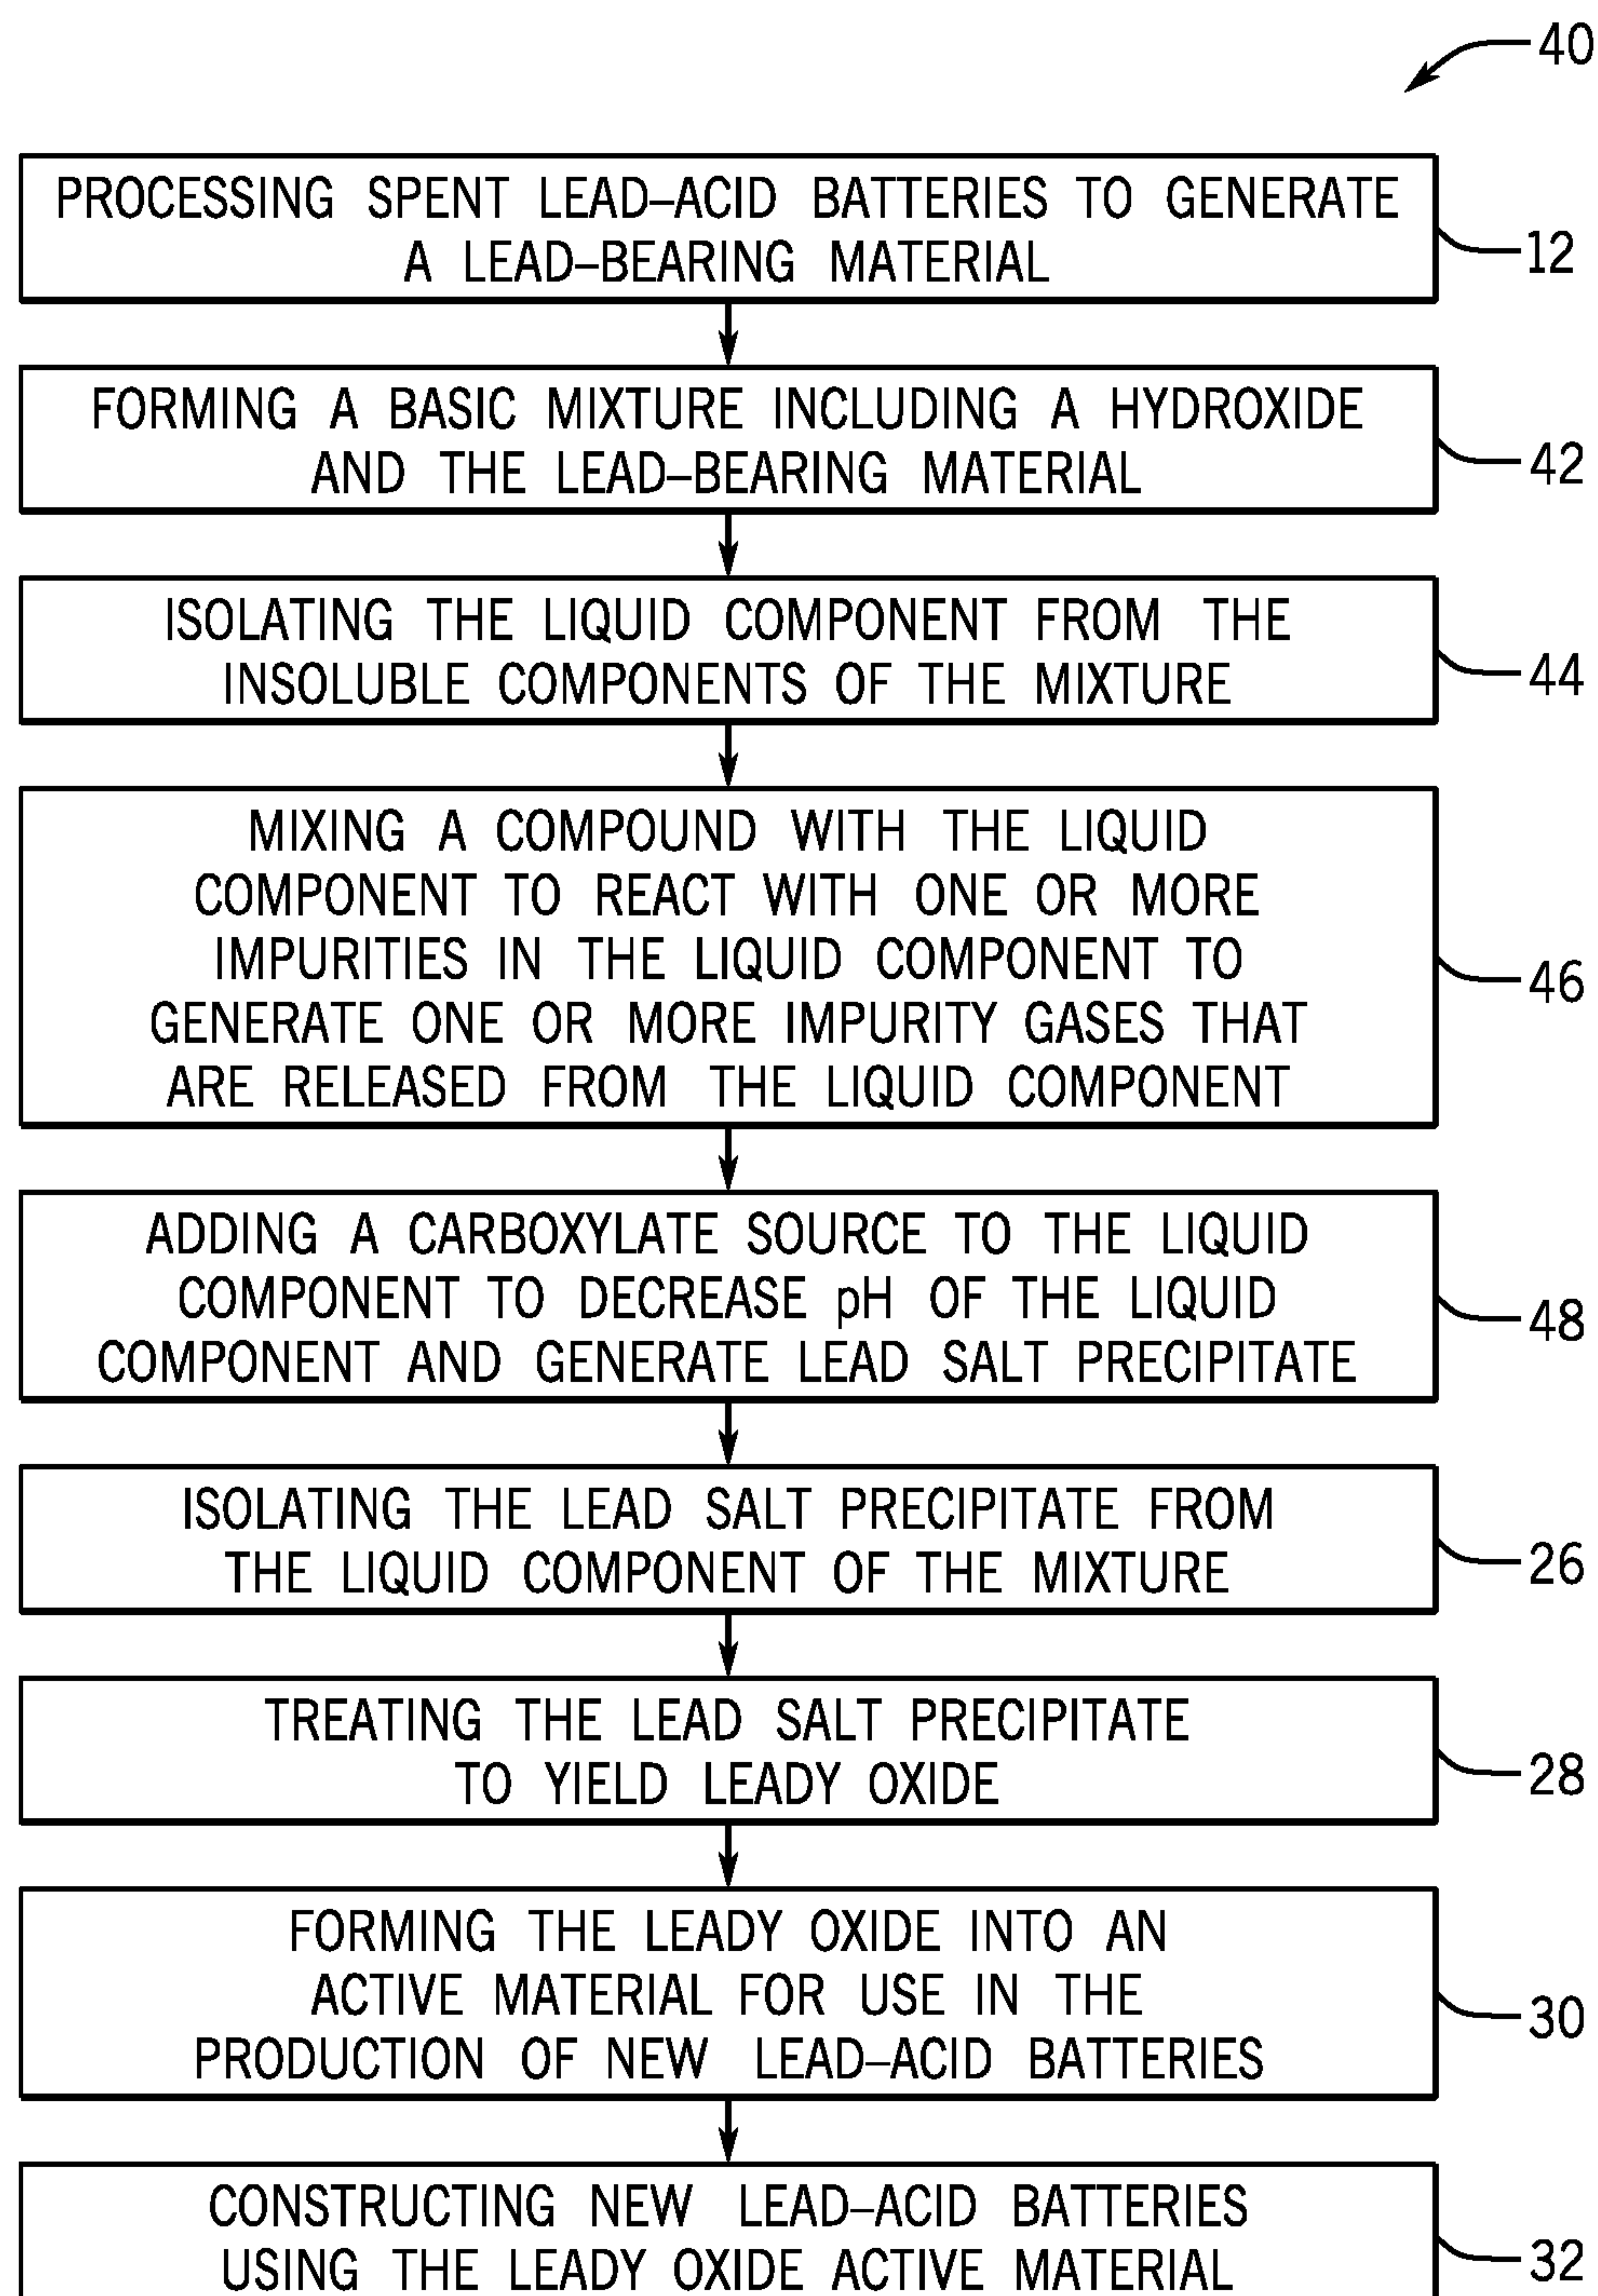 40
PROCESSING SPENT LEAD–ACID BATTERIES TO GENERATE
A LEAD–BEARING MATERIAL
12
FORMING A BASIC MIXTURE INCLUDING A HYDROXIDE
AND THE LEAD–BEARING MATERIAL
42
ISOLATING THE LIQUID COMPONENT FROM THE
INSOLUBLE COMPONENTS OF THE MIXTURE
44
MIXING A COMPOUND WITH THE LIQUID
COMPONENT TO REACT WITH ONE OR MORE
IMPURITIES IN THE LIQUID COMPONENT TO
GENERATE ONE OR MORE IMPURITY GASES THAT
ARE RELEASED FROM THE LIQUID COMPONENT
46
ADDING A CARBOXYLATE SOURCE TO THE LIQUID
COMPONENT TO DECREASE pH OF THE LIQUID
COMPONENT AND GENERATE LEAD SALT PRECIPITATE
48
ISOLATING THE LEAD SALT PRECIPITATE FROM
THE LIQUID COMPONENT OF THE MIXTURE
26
TREATING THE LEAD SALT PRECIPITATE
TO YIELD LEADY OXIDE
28
FORMING THE LEADY OXIDE INTO AN
ACTIVE MATERIAL FOR USE IN THE
PRODUCTION OF NEW LEAD–ACID BATTERIES
30
CONSTRUCTING NEW LEAD–ACID BATTERIES
USING THE LEADY OXIDE ACTIVE MATERIAL
32